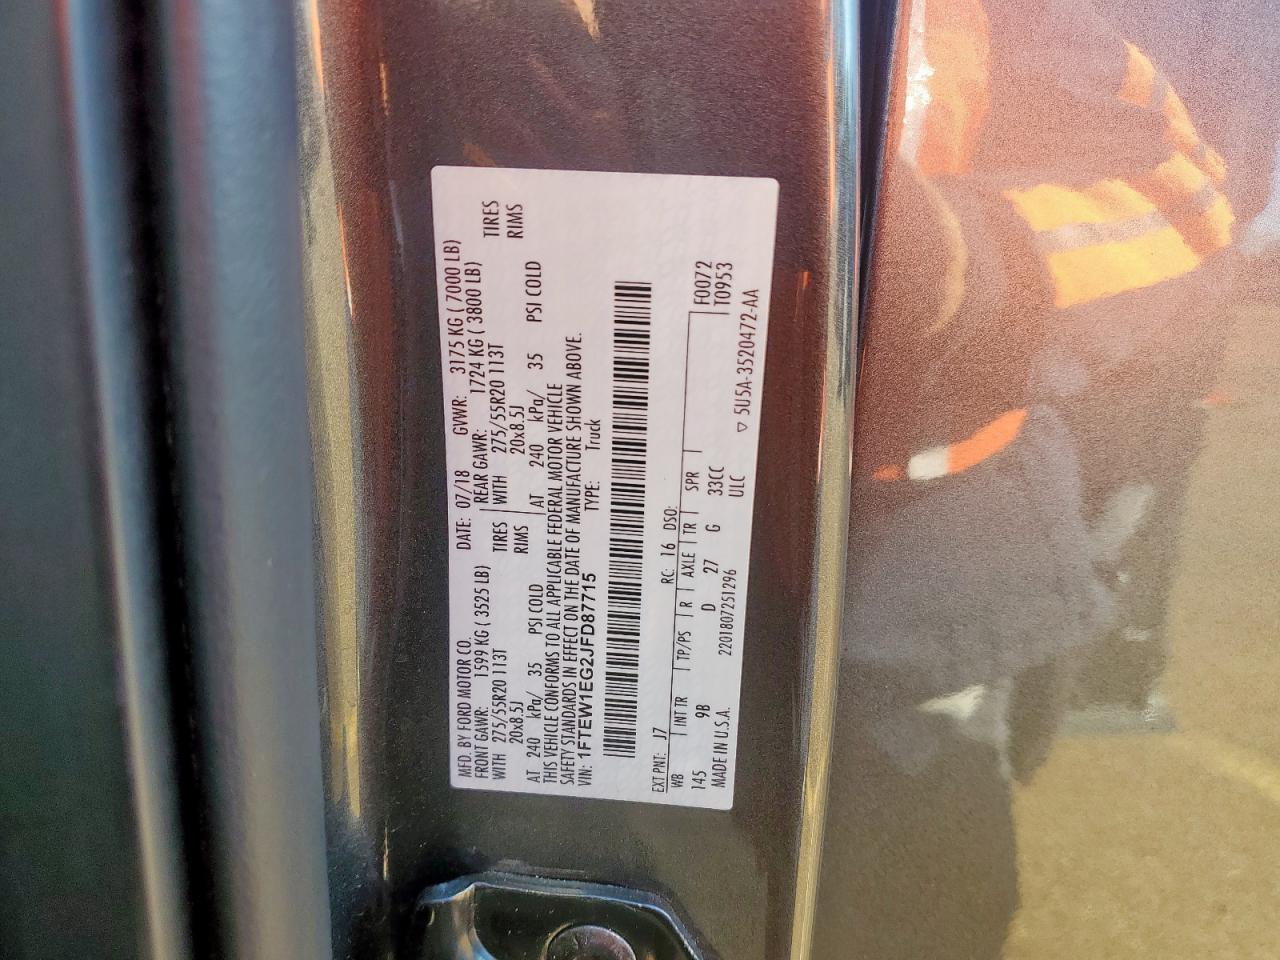 MFD. BY FORD MOTOR CO.
DATE: 07/18 GVWR: 3175 KG ( 7000 LB)
FRONT GAWR: 1599 KG ( 3525 LB) REAR GAWR: 1724 KG ( 3800 LB)
WITH 275/55R20 113T TIRES WITH 275/55R20 113T TIRES
20x8.5J RIMS 20x8.5J RIMS
AT 240 kPa/ 35 PSI COLD AT 240 kPa/ 35 PSI COLD
THIS VEHICLE CONFORMS TO ALL APPLICABLE FEDERAL MOTOR VEHICLE
SAFETY STANDARDS IN EFFECT ON THE DATE OF MANUFACTURE SHOWN ABOVE.
VIN: 1FTEW1EG2JFD87715 TYPE: Truck
EXT PNT: J7 RC: 16 DSO:
WB INT TR TP/PS R AXLE TR SPR F0072
145 9B D 27 G 33CC T0953
MADE IN U.S.A. 2201807251296 ULC ▽ 5U5A-3520472-AA